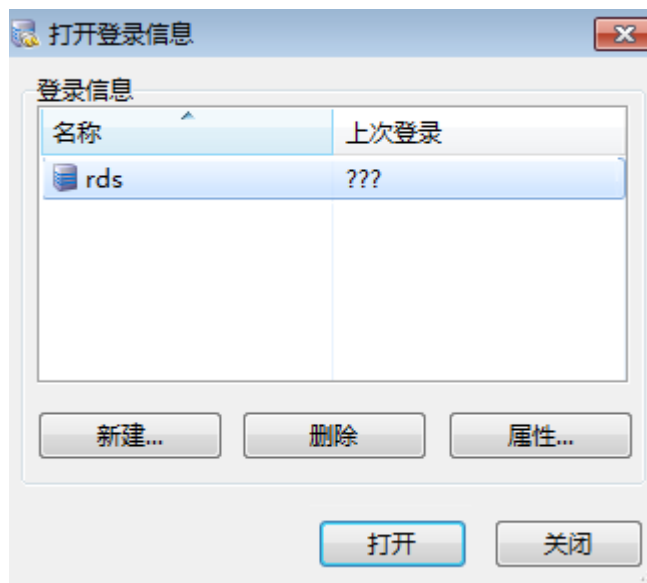 打开登录信息
登录信息
名称 上次登录
rds ???
新建... 删除 属性...
打开 关闭